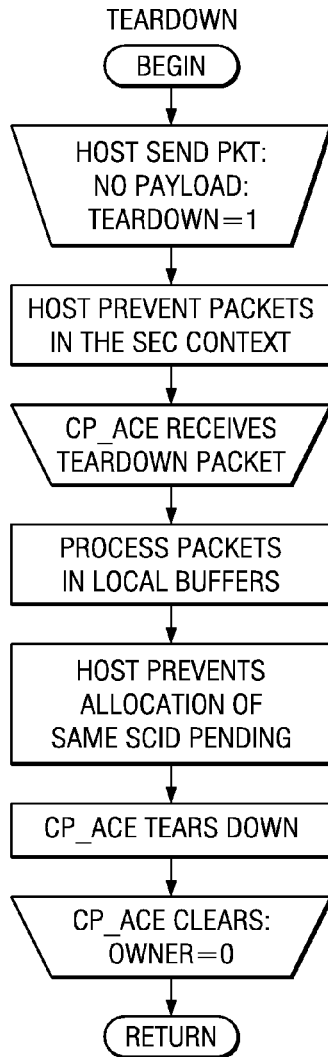 TEARDOWN
BEGIN
HOST SEND PKT:
NO PAYLOAD:
TEARDOWN=1
HOST PREVENT PACKETS
IN THE SEC CONTEXT
CP_ACE RECEIVES
TEARDOWN PACKET
PROCESS PACKETS
IN LOCAL BUFFERS
HOST PREVENTS
ALLOCATION OF
SAME SCID PENDING
CP_ACE TEARS DOWN
CP_ACE CLEARS:
OWNER=0
RETURN